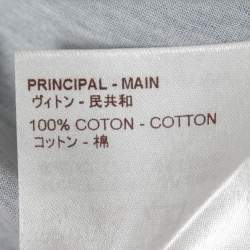 PRINCIPAL - MAIN
ヴィトン - 民共和
100% COTON - COTTON
コットン - 棉